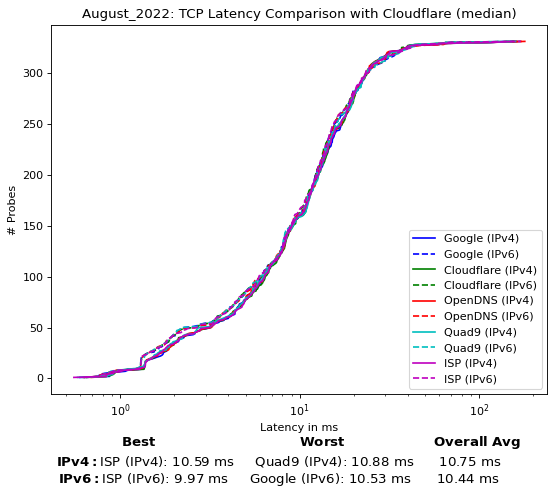 August_2022: TCP Latency Comparison with Cloudflare (median)
# Probes
300
250
200
150
100
50
0
Google (IPv4)
Google (IPv6)
Cloudflare (IPv4)
Cloudflare (IPv6)
OpenDNS (IPv4)
OpenDNS (IPv6)
Quad9 (IPv4)
Quad9 (IPv6)
ISP (IPv4)
ISP (IPv6)
10⁰ 10¹ 10²
Latency in ms
Best Worst Overall Avg
IPv4: ISP (IPv4): 10.59 ms Quad9 (IPv4): 10.88 ms 10.75 ms
IPv6: ISP (IPv6): 9.97 ms Google (IPv6): 10.53 ms 10.44 ms